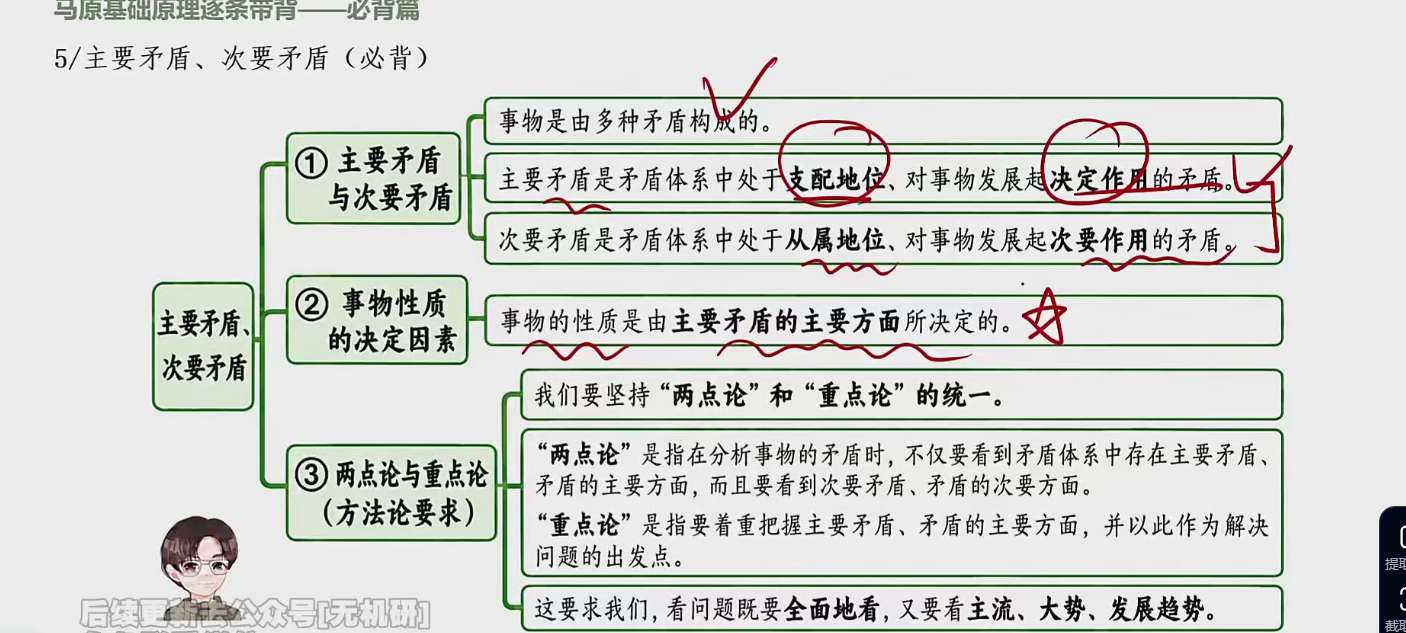 马原基础原理逐条带背——必背篇
5/主要矛盾、次要矛盾（必背）
主要矛盾、
次要矛盾
① 主要矛盾
与次要矛盾
事物是由多种矛盾构成的。
主要矛盾是矛盾体系中处于支配地位、对事物发展起决定作用的矛盾。
次要矛盾是矛盾体系中处于从属地位、对事物发展起次要作用的矛盾。
② 事物性质
的决定因素
事物的性质是由主要矛盾的主要方面所决定的。
③ 两点论与重点论
（方法论要求）
我们要坚持“两点论”和“重点论”的统一。
“两点论”是指在分析事物的矛盾时，不仅要看到矛盾体系中存在主要矛盾、
矛盾的主要方面，而且要看到次要矛盾、矛盾的次要方面。
“重点论”是指要着重把握主要矛盾、矛盾的主要方面，并以此作为解决
问题的出发点。
这要求我们，看问题既要全面地看，又要看主流、大势、发展趋势。
后续更新去公众号[无机研]
提取
截取